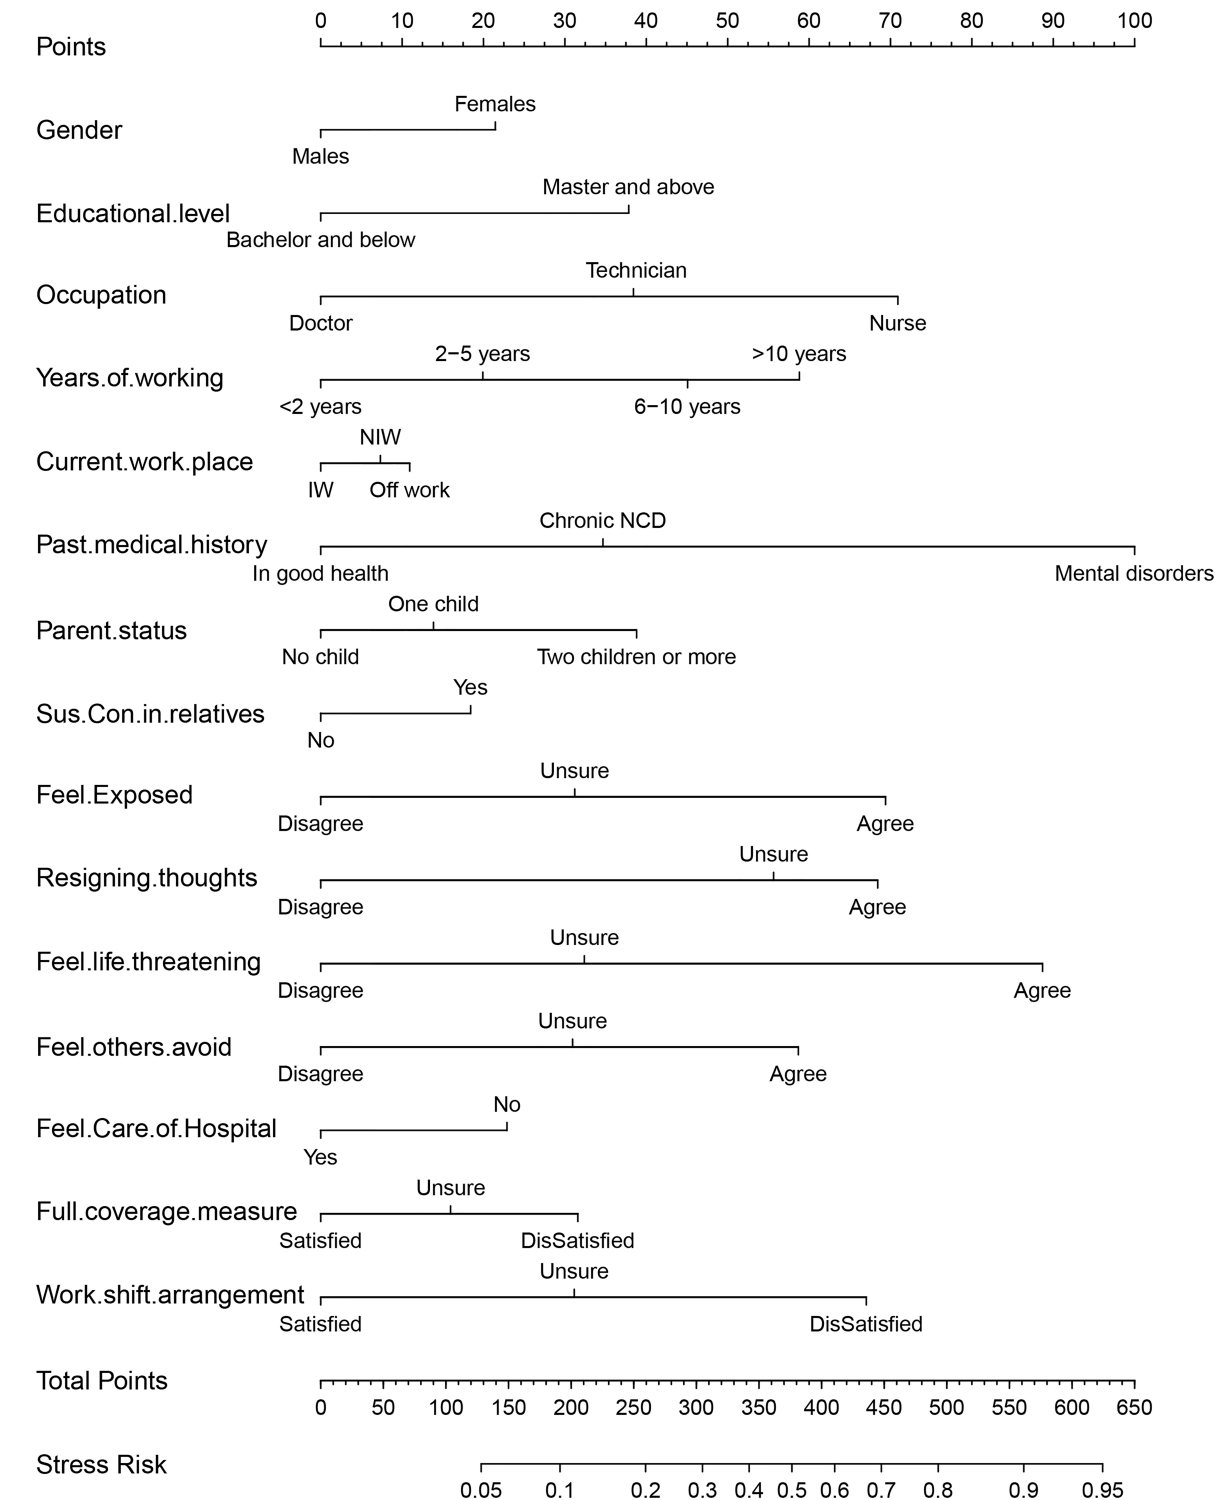 0 10 20 30 40 50 60 70 80 90 100
Points
Females
Gender
Males
Master and above
Educational.level
Bachelor and below
Technician
Occupation
Doctor Nurse
2−5 years >10 years
Years.of.working
<2 years 6−10 years
NIW
Current.work.place
IW Off work
Chronic NCD
Past.medical.history
In good health Mental disorders
One child
Parent.status
No child Two children or more
Yes
Sus.Con.in.relatives
No
Unsure
Feel.Exposed
Disagree Agree
Unsure
Resigning.thoughts
Disagree Agree
Unsure
Feel.life.threatening
Disagree Agree
Unsure
Feel.others.avoid
Disagree Agree
No
Feel.Care.of.Hospital
Yes
Unsure
Full.coverage.measure
Satisfied DisSatisfied
Unsure
Work.shift.arrangement
Satisfied DisSatisfied
Total Points
0 50 100 150 200 250 300 350 400 450 500 550 600 650
Stress Risk
0.05 0.1 0.2 0.3 0.4 0.5 0.6 0.7 0.8 0.9 0.95